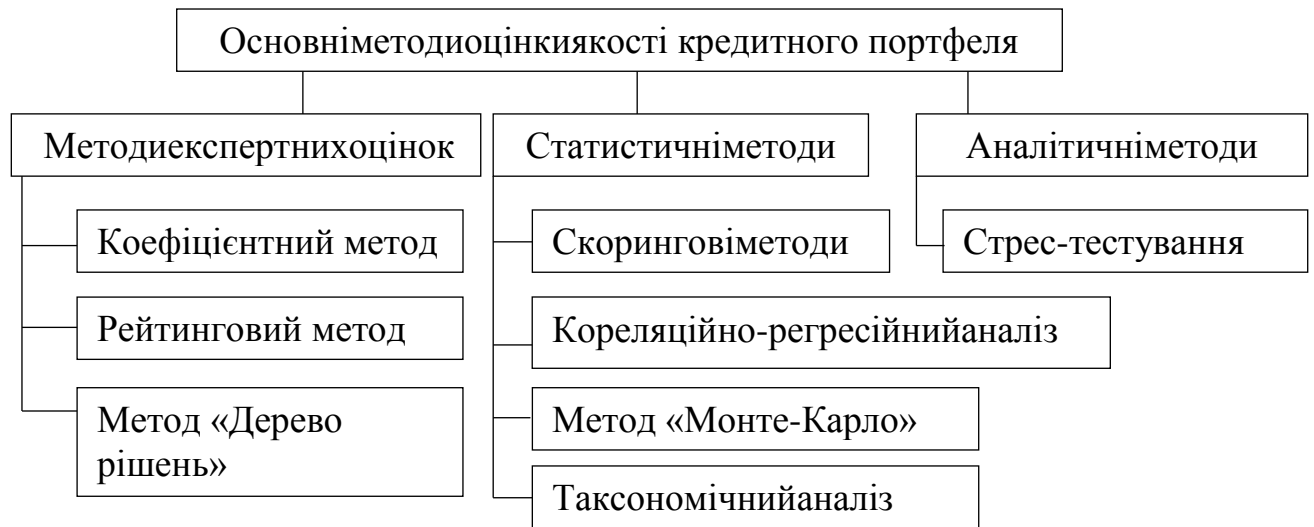 Основніметодиоцінкиякості кредитного портфеля
Методиекспертнихоцінок
Статистичніметоди
Аналітичніметоди
Коефіцієнтний метод
Скоринговіметоди
Стрес-тестування
Рейтинговий метод
Кореляційно-регресійнийаналіз
Метод «Дерево
рішень»
Метод «Монте-Карло»
Таксономічнийаналіз